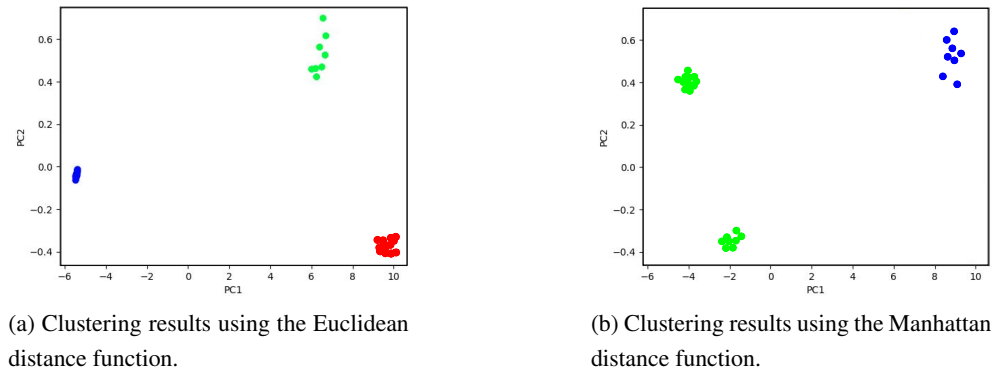 0.6
0.4
0.2
0.0
−0.2
−0.4
PC2
−6 −4 −2 0 2 4 6 8 10
PC1
(a) Clustering results using the Euclidean
distance function.
0.6
0.4
0.2
0.0
−0.2
−0.4
PC2
−6 −4 −2 0 2 4 6 8 10
PC1
(b) Clustering results using the Manhattan
distance function.